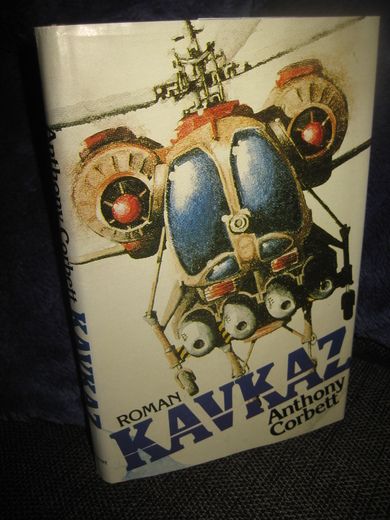 ROMAN
KAVKAZ
Anthony
Corbett
Anthony Corbett KAVKAZ